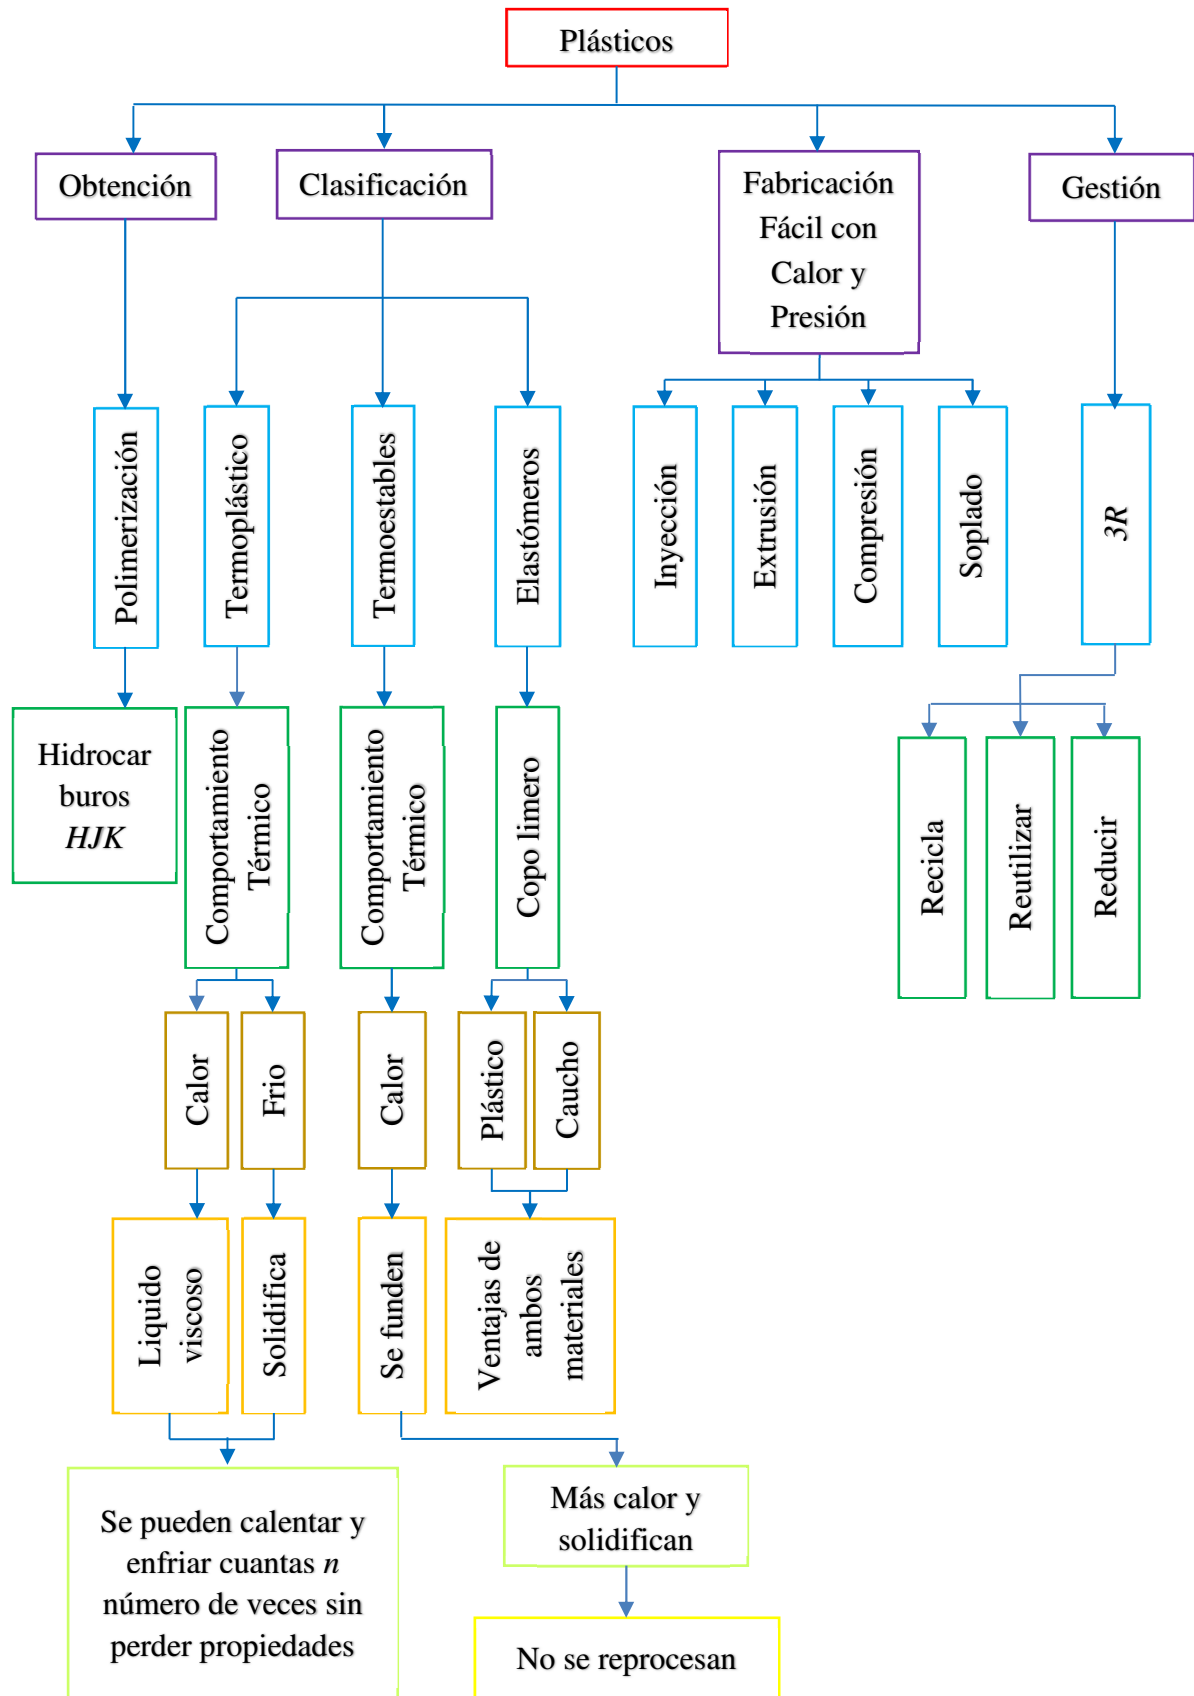 Plásticos
Obtención
Clasificación
Fabricación
Fácil con
Calor y
Presión
Gestión
Polimerización
Termoplástico
Termoestables
Elastómeros
Inyección
Extrusión
Compresión
Soplado
3R
Hidrocar
buros
HJK
Comportamiento
Térmico
Comportamiento
Térmico
Copo limero
Recicla
Reutilizar
Reducir
Calor
Frio
Calor
Plástico
Caucho
Liquido
viscoso
Solidifica
Se funden
Ventajas de
ambos
materiales
Se pueden calentar y
enfriar cuantas n
número de veces sin
perder propiedades
Más calor y
solidifican
No se reprocesan